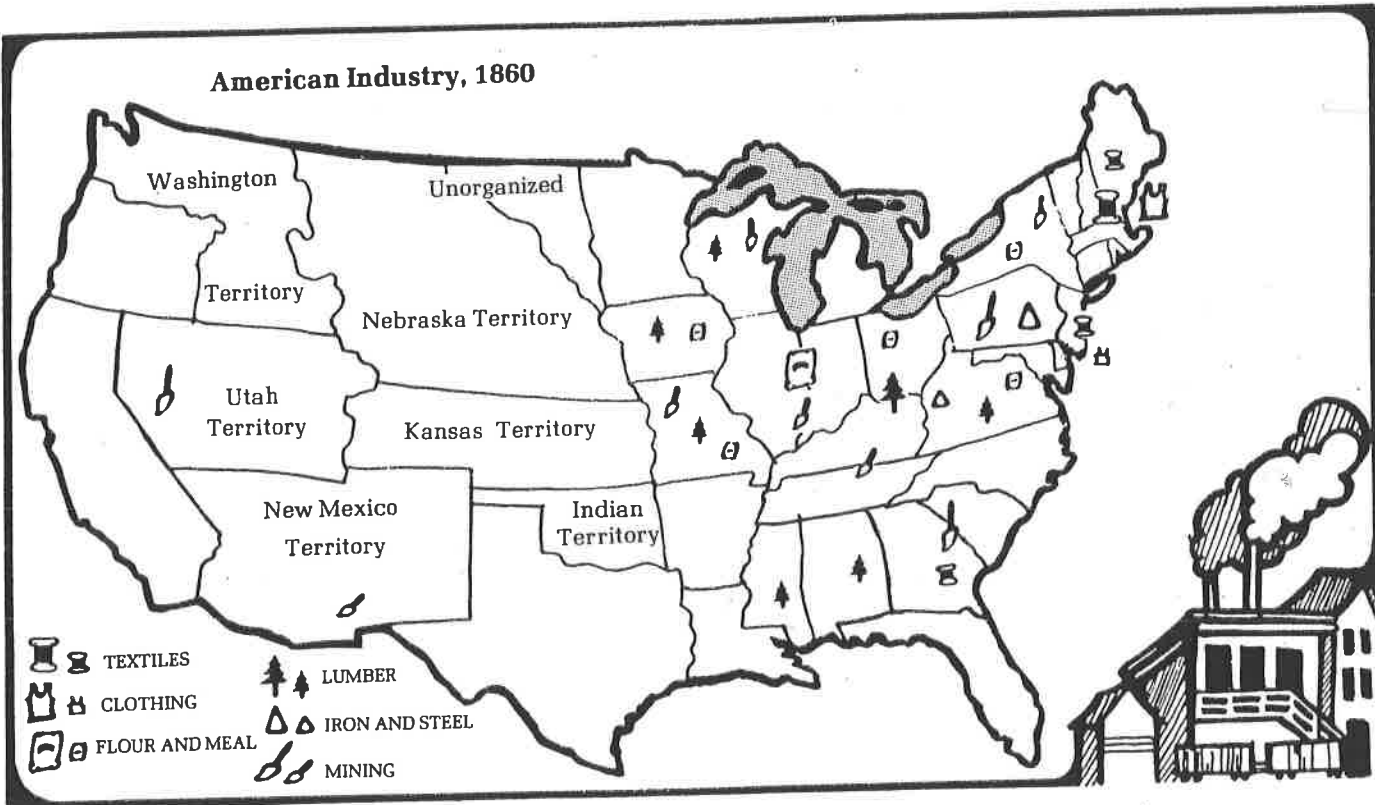 American Industry, 1860
Washington
Territory
Unorganized
Nebraska Territory
Utah
Territory
Kansas Territory
New Mexico
Territory
Indian
Territory
TEXTILES
CLOTHING
FLOUR AND MEAL
LUMBER
IRON AND STEEL
MINING